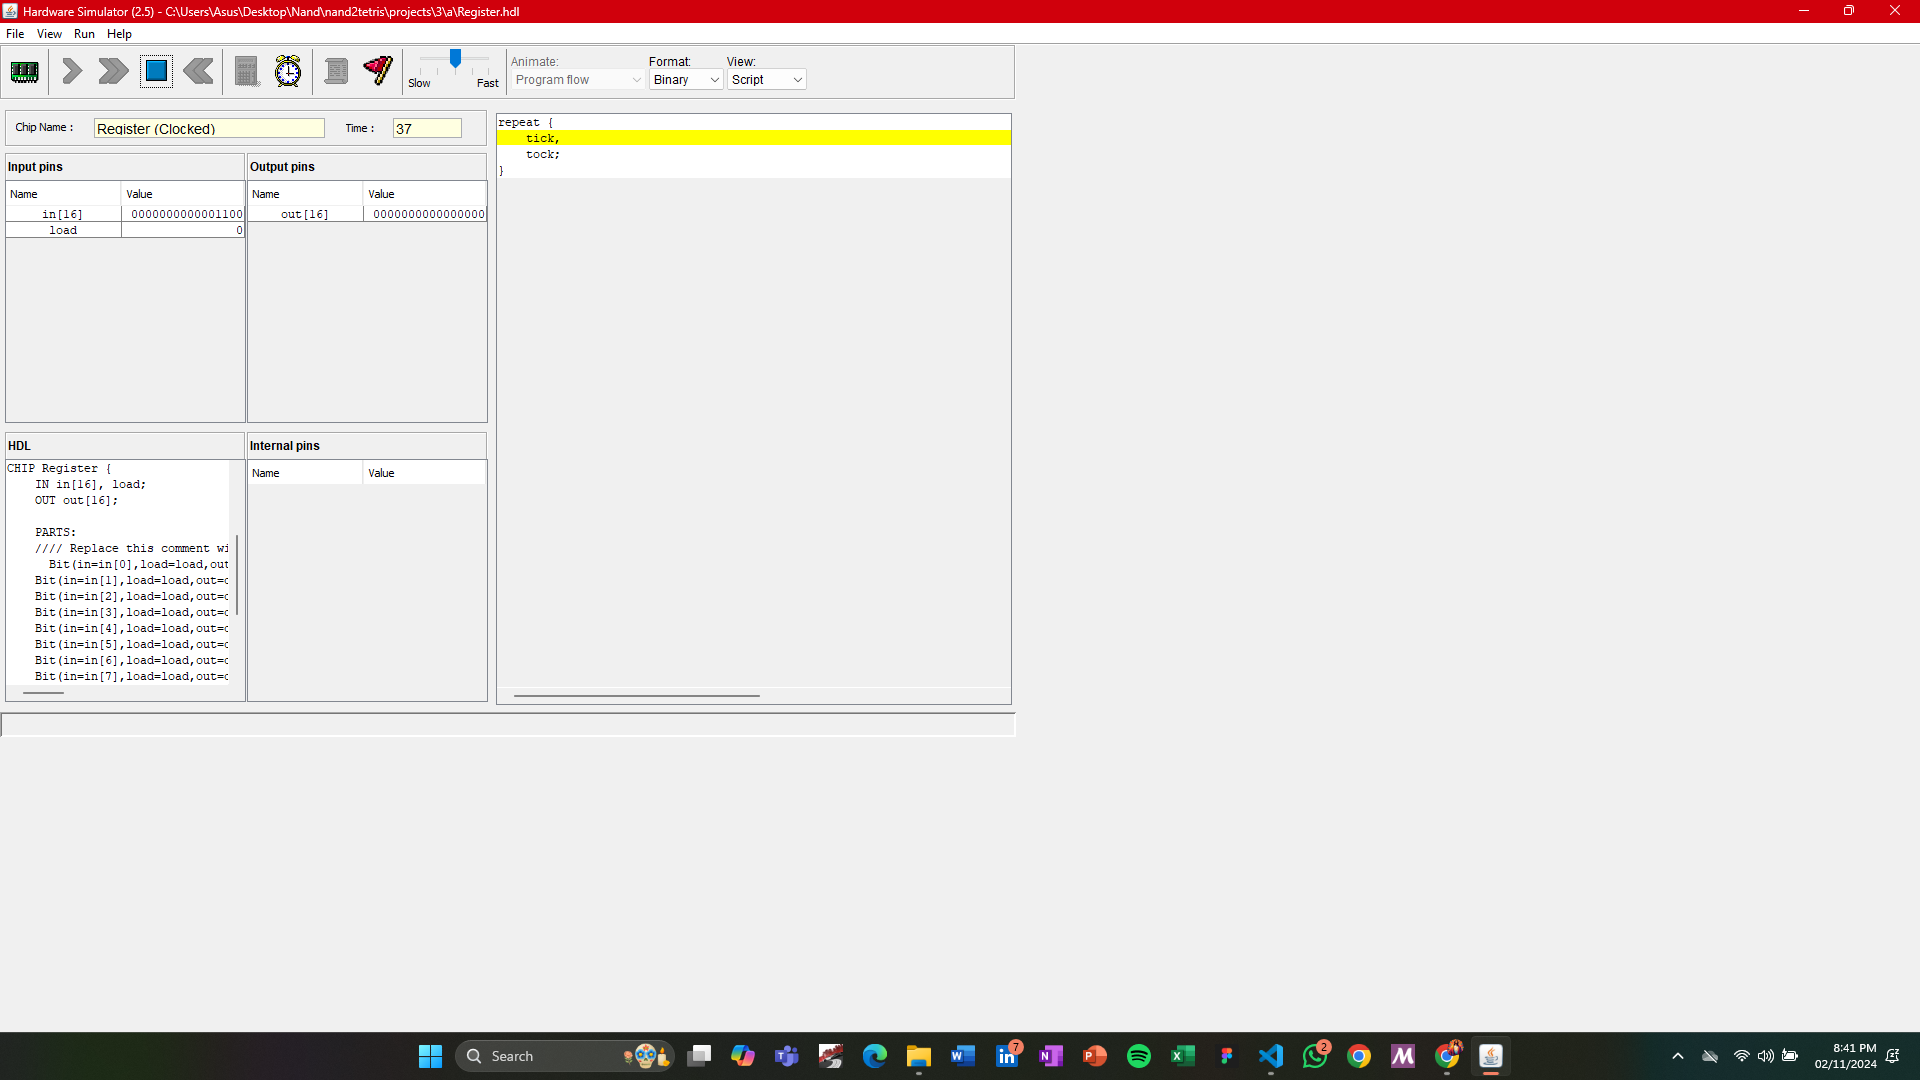 Hardware Simulator (2.5) - C:\Users\Asus\Desktop\Nand\nand2tetris\projects\3\a\Register.hdl
File View Run Help
Slow Fast
Animate: Format: View:
Program flow Binary Script
Chip Name : Register (Clocked) Time : 37
Input pins
Name Value
in[16] 0000000000001100
load 0
Output pins
Name Value
out[16] 0000000000000000
repeat {
tick,
tock;
}
HDL
CHIP Register {
IN in[16], load;
OUT out[16];
PARTS:
//// Replace this comment wi
Bit(in=in[0],load=load,out
Bit(in=in[1],load=load,out=o
Bit(in=in[2],load=load,out=o
Bit(in=in[3],load=load,out=o
Bit(in=in[4],load=load,out=o
Bit(in=in[5],load=load,out=o
Bit(in=in[6],load=load,out=o
Bit(in=in[7],load=load,out=o
Internal pins
Name Value
Search
7
2
8:41 PM
02/11/2024